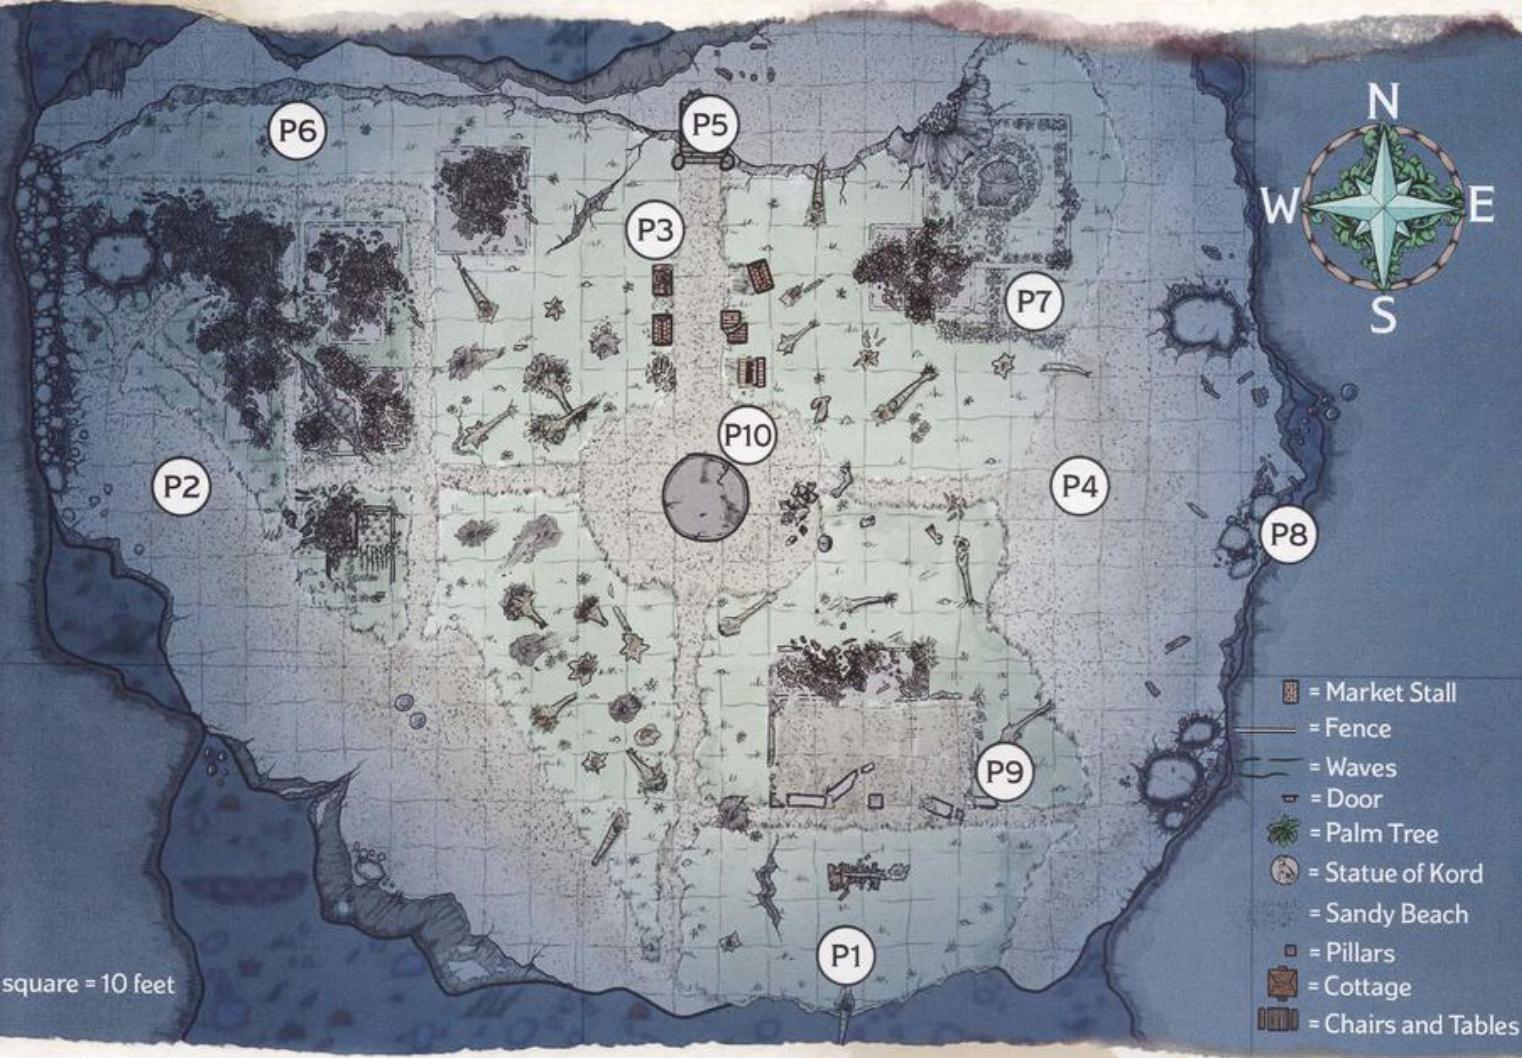 P6
P5
P3
P7
P10
P2
P4
P8
P9
P1
N
W
E
S
= Market Stall
= Fence
= Waves
= Door
= Palm Tree
= Statue of Kord
= Sandy Beach
= Pillars
= Cottage
= Chairs and Tables
square = 10 feet